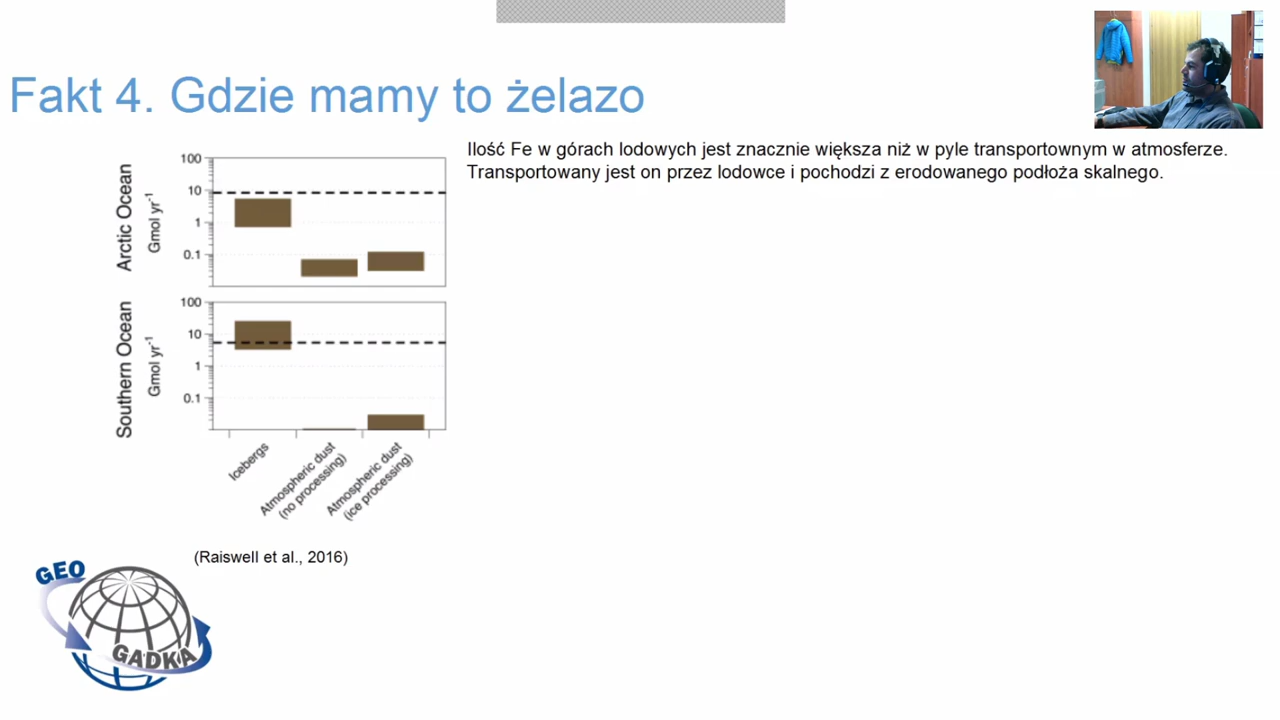 Fakt 4. Gdzie mamy to żelazo
Ilość Fe w górach lodowych jest znacznie większa niż w pyle transportownym w atmosferze.
Transportowany jest on przez lodowce i pochodzi z erodowanego podłoża skalnego.
Arctic Ocean
Gmol yr⁻¹
100
10
1
0.1
Southern Ocean
Gmol yr⁻¹
100
10
1
0.1
Icebergs
Atmospheric dust
(no processing)
Atmospheric dust
(ice processing)
(Raiswell et al., 2016)
GEO
GADKA